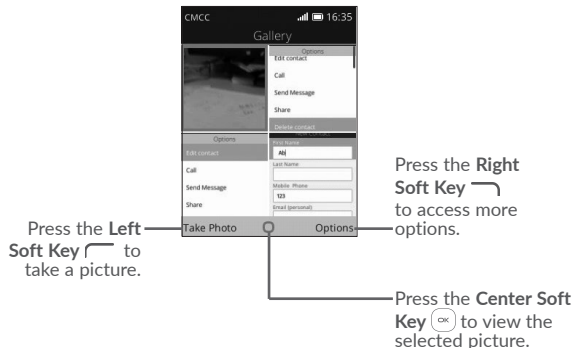 CMCC 16:35
Gallery
Options
Edit contact
Call
Send Message
Share
Delete contact
Options
Edit contact
Call
Send Message
Share
New Contact
First Name
Ab
Last Name
Mobile Phone
123
Email (personal)
Take Photo Options
Press the Left
Soft Key to
take a picture.
Press the Right
Soft Key
to access more
options.
Press the Center Soft
Key OK to view the
selected picture.